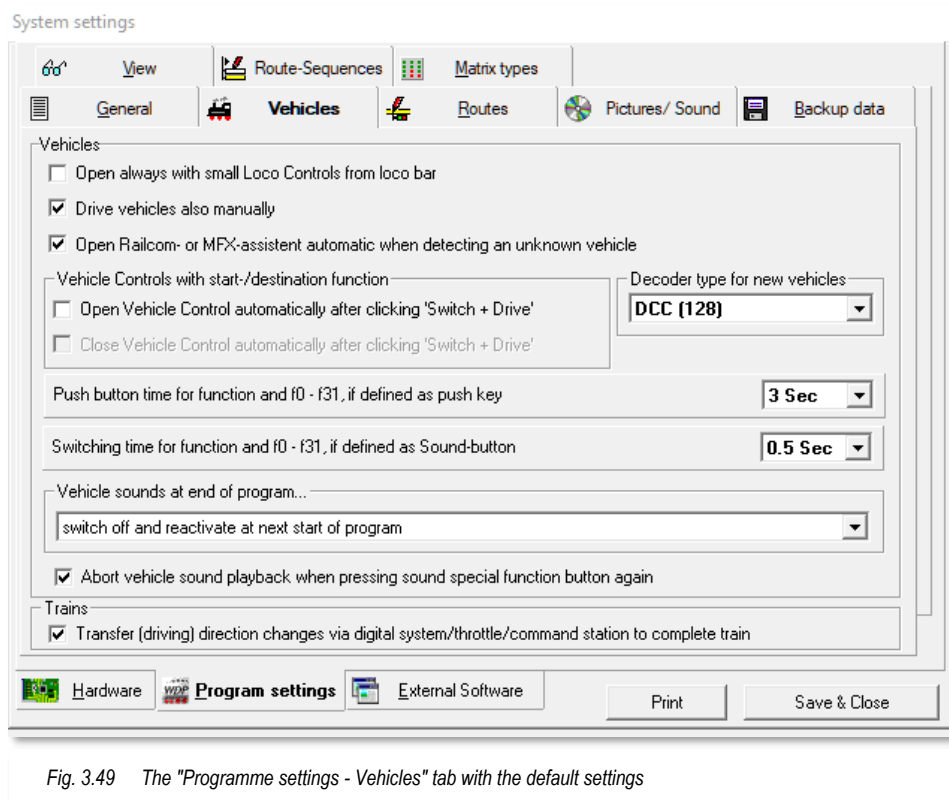 System settings
View Route-Sequences Matrix types
General Vehicles Routes Pictures/ Sound Backup data
Vehicles
Open always with small Loco Controls from loco bar
Drive vehicles also manually
Open Railcom- or MFX-assistent automatic when detecting an unknown vehicle
Vehicle Controls with start-/destination function
Open Vehicle Control automatically after clicking 'Switch + Drive'
Close Vehicle Control automatically after clicking 'Switch + Drive'
Decoder type for new vehicles
DCC (128)
Push button time for function and f0 - f31, if defined as push key 3 Sec
Switching time for function and f0 - f31, if defined as Sound-button 0.5 Sec
Vehicle sounds at end of program...
switch off and reactivate at next start of program
Abort vehicle sound playback when pressing sound special function button again
Trains
Transfer (driving) direction changes via digital system/throttle/command station to complete train
Hardware WDP Program settings External Software
Print Save & Close
Fig. 3.49 The "Programme settings - Vehicles" tab with the default settings